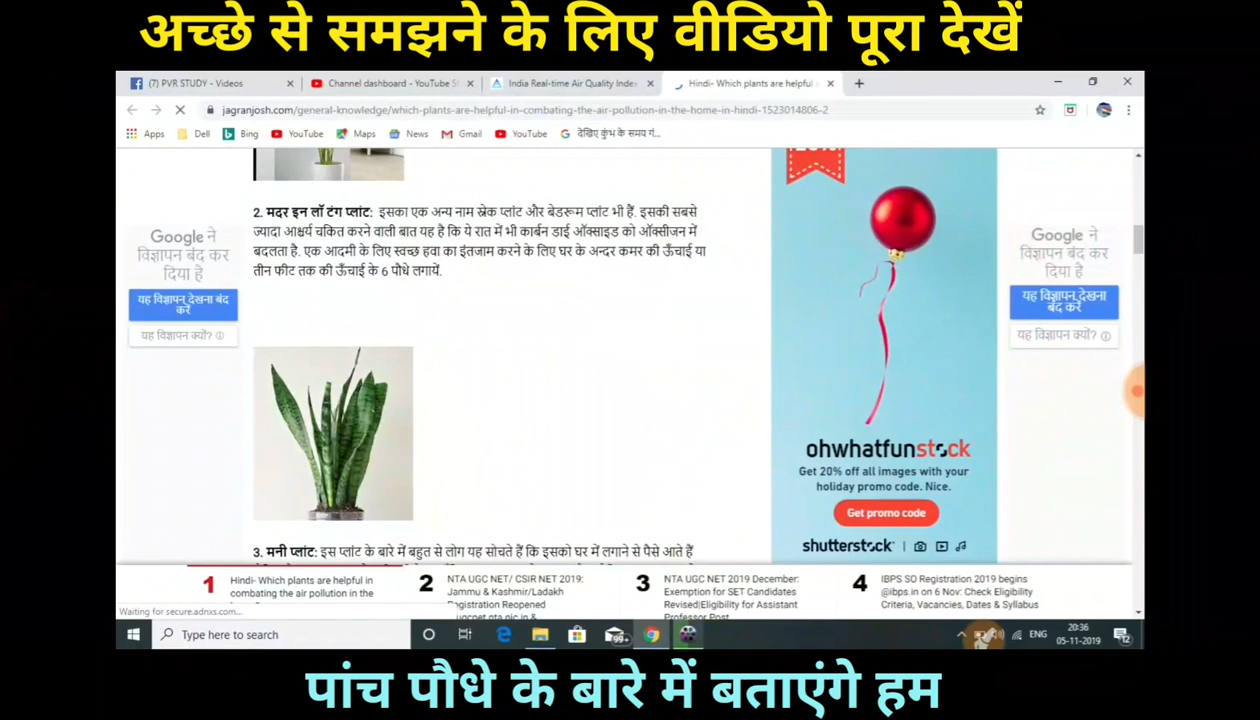 अच्छे से समझने के लिए वीडियो पूरा देखें
(7) PVR STUDY - Videos
Channel dashboard - YouTube S
India Real-time Air Quality Inde
Hindi- Which plants are helpful
jagranjosh.com/general-knowledge/which-plants-are-helpful-in-combating-the-air-pollution-in-the-home-in-hindi-1523014806-2
Apps Dell Bing YouTube Maps News Gmail YouTube देखिए कुंभ के समय गं...
2. मदर इन लॉ टंग प्लांट: इसका एक अन्य नाम स्नेक प्लांट और बेडरूम प्लांट भी हैं. इसकी सबसे
ज्यादा आश्चर्य चकित करने वाली बात यह है कि ये रात में भी कार्बन डाई ऑक्साइड को ऑक्सीजन में
बदलता है. एक आदमी के लिए स्वच्छ हवा का इंतजाम करने के लिए घर के अन्दर कमर की ऊँचाई या
तीन फीट तक की ऊँचाई के 6 पौधे लगायें.
3. मनी प्लांट: इस प्लांट के बारे में बहुत से लोग यह सोचते हैं कि इसको घर में लगाने से पैसे आते हैं
Google ने
विज्ञापन बंद कर
दिया है
यह विज्ञापन देखना बंद
करें
यह विज्ञापन क्यों?
ohwhatfunstock
Get 20% off all images with your
holiday promo code. Nice.
Get promo code
shutterstock
Google ने
विज्ञापन बंद कर
दिया है
यह विज्ञापन देखना
बंद करें
यह विज्ञापन क्यों?
1 Hindi- Which plants are helpful in
combating the air pollution in the
2 NTA UGC NET/ CSIR NET 2019:
Jammu & Kashmir/Ladakh
Registration Reopened
3 NTA UGC NET 2019 December:
Exemption for SET Candidates
Revised|Eligibility for Assistant
Professor Post
4 IBPS SO Registration 2019 begins
@ibps.in on 6 Nov: Check Eligibility
Criteria, Vacancies, Dates & Syllabus
Waiting for secure.adnxs.com...
Type here to search
99+
ENG
20:36
05-11-2019
12
पांच पौधे के बारे में बताएंगे हम